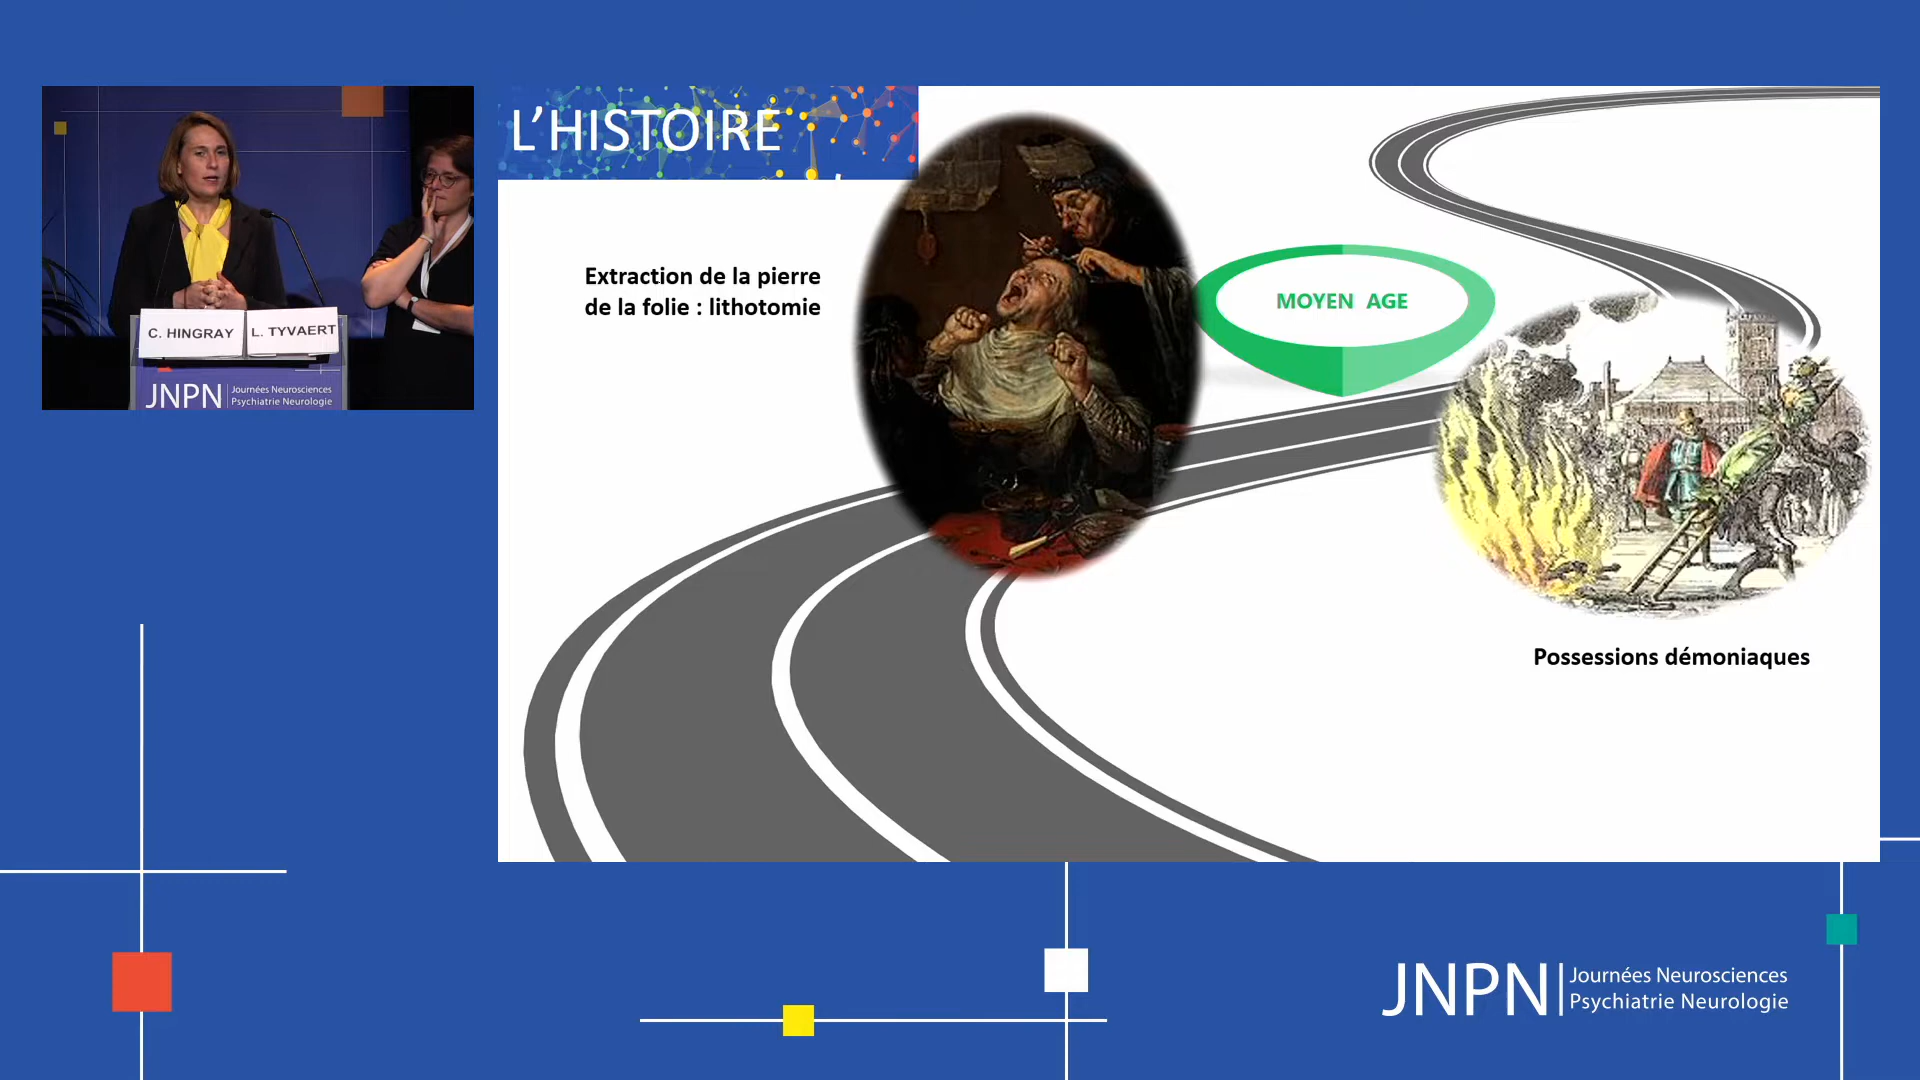 L’HISTOIRE
Extraction de la pierre
de la folie : lithotomie
MOYEN AGE
Possessions démoniaques
C. HINGRAY
L. TYVAERT
JNPN
Journées Neurosciences
Psychiatrie Neurologie
JNPN
Journées Neurosciences
Psychiatrie Neurologie